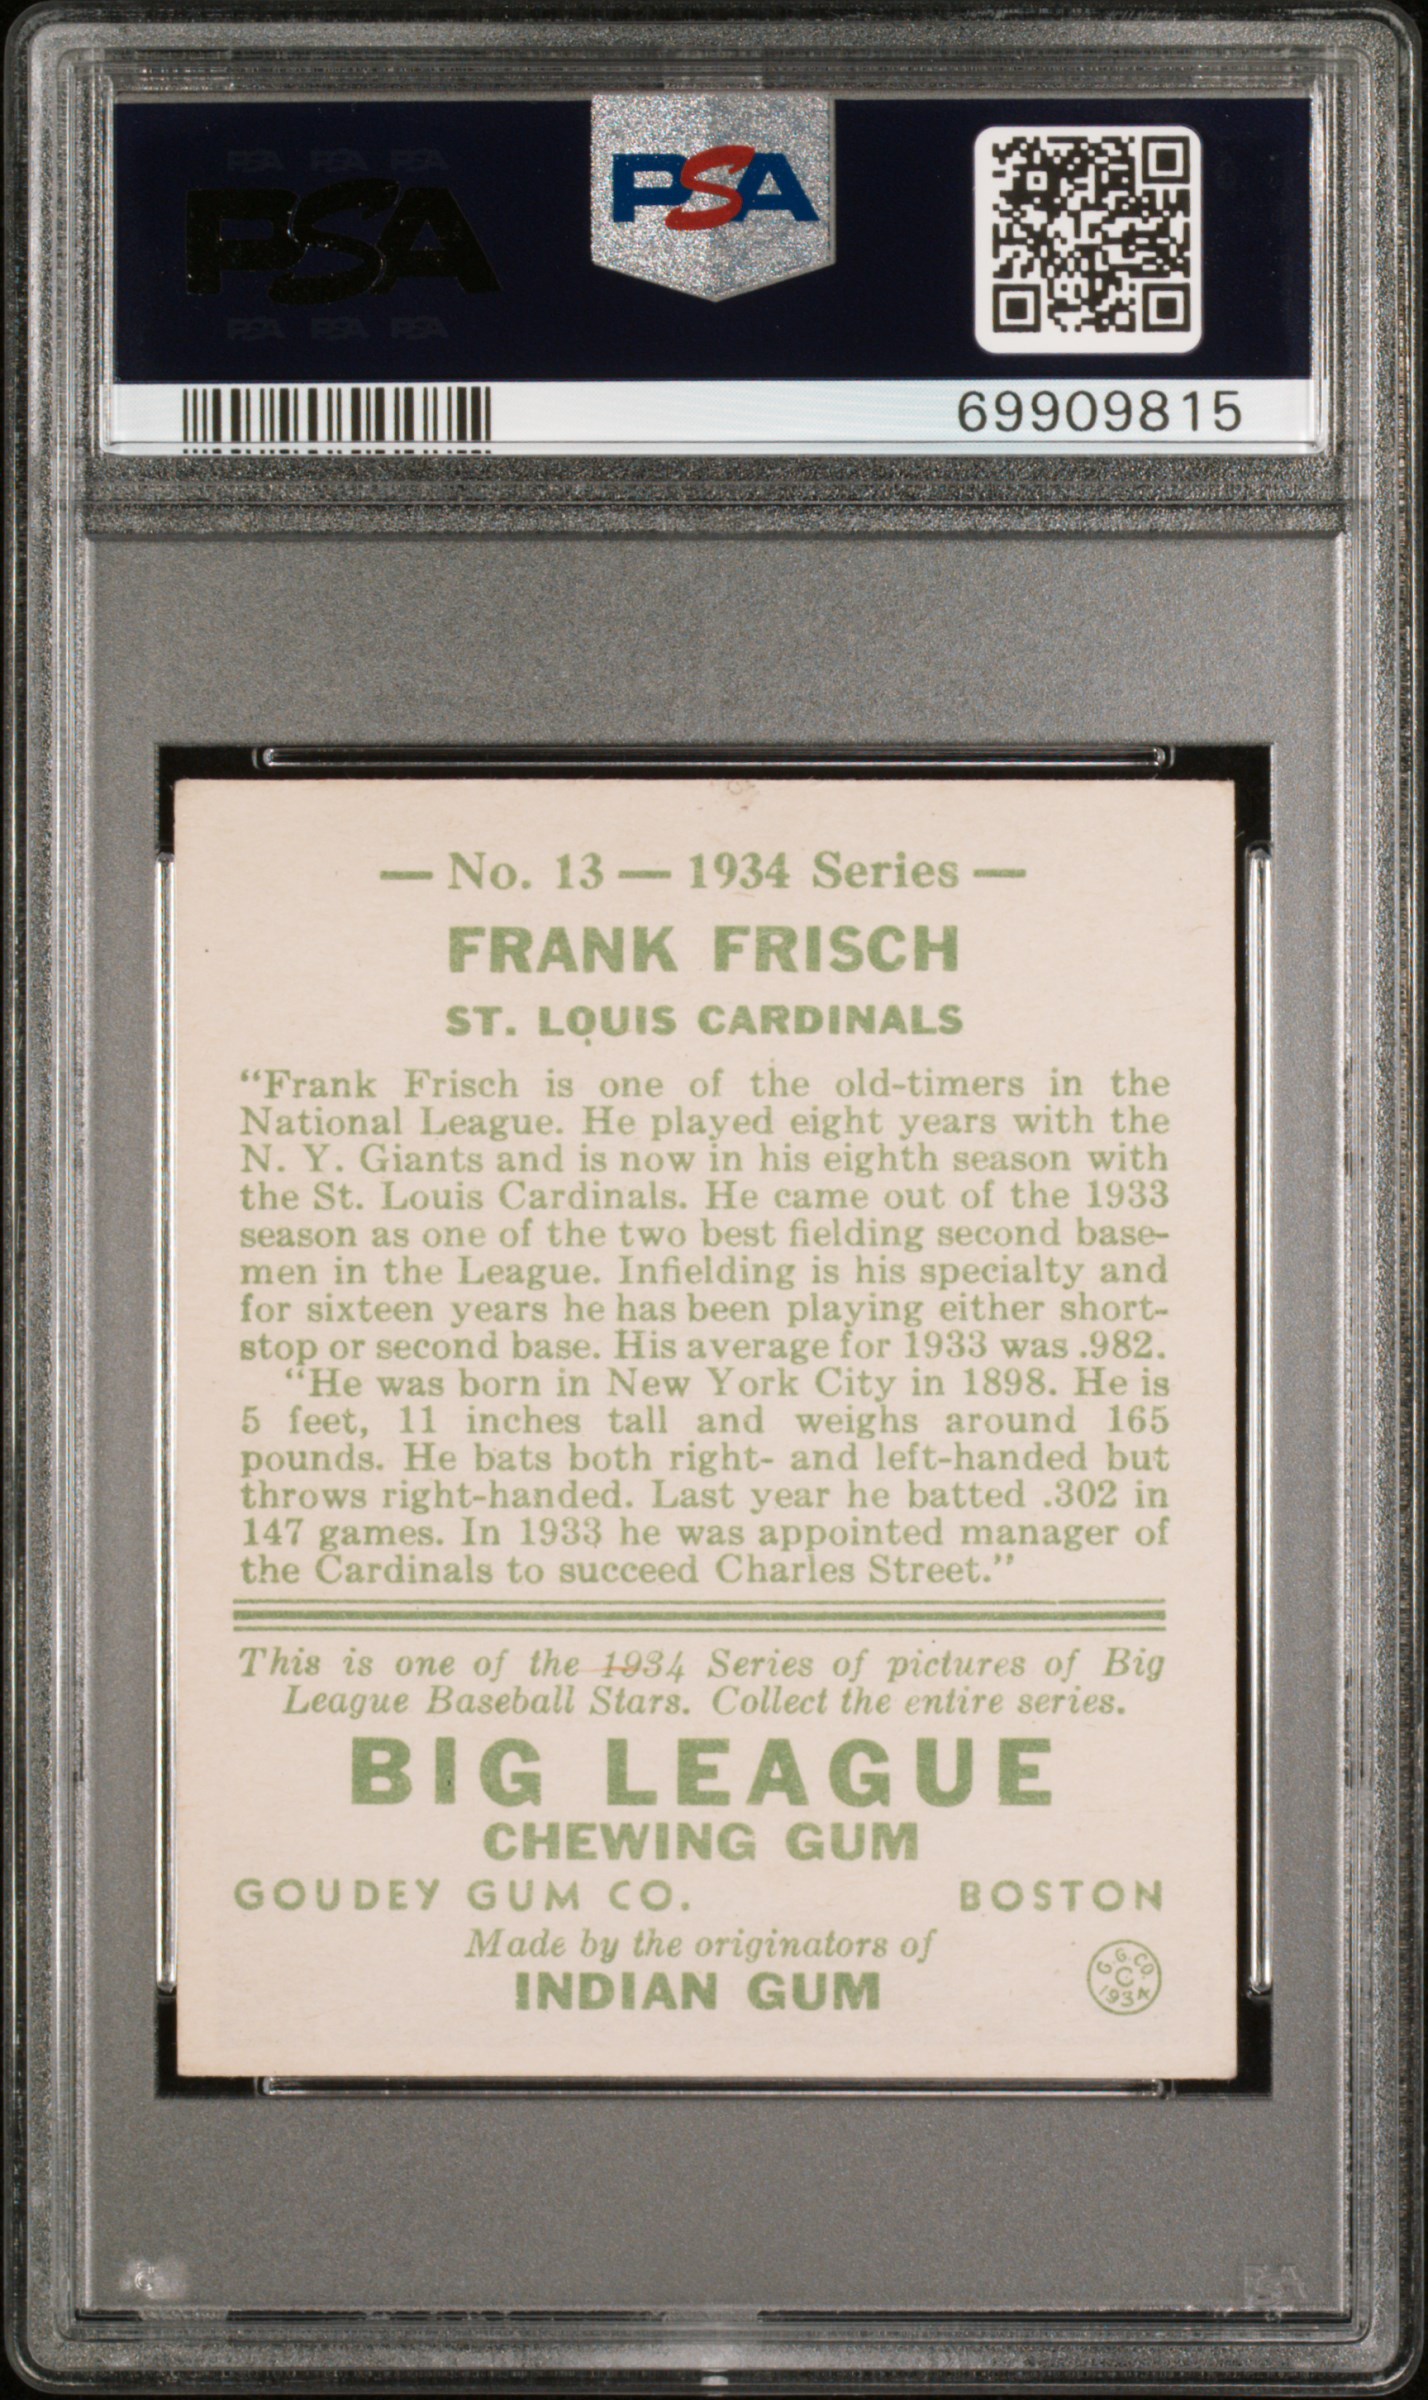 PSA PSA PSA
PSA
PSA PSA PSA
PSA
69909815
— No. 13 — 1934 Series —
FRANK FRISCH
ST. LOUIS CARDINALS
“Frank Frisch is one of the old-timers in the
National League. He played eight years with the
N. Y. Giants and is now in his eighth season with
the St. Louis Cardinals. He came out of the 1933
season as one of the two best fielding second base-
men in the League. Infielding is his specialty and
for sixteen years he has been playing either short-
stop or second base. His average for 1933 was .982.
“He was born in New York City in 1898. He is
5 feet, 11 inches tall and weighs around 165
pounds. He bats both right- and left-handed but
throws right-handed. Last year he batted .302 in
147 games. In 1933 he was appointed manager of
the Cardinals to succeed Charles Street.”
This is one of the 1934 Series of pictures of Big
League Baseball Stars. Collect the entire series.
BIG LEAGUE
CHEWING GUM
GOUDEY GUM CO. BOSTON
Made by the originators of
INDIAN GUM
G. G. CO.
C
1934
PSA